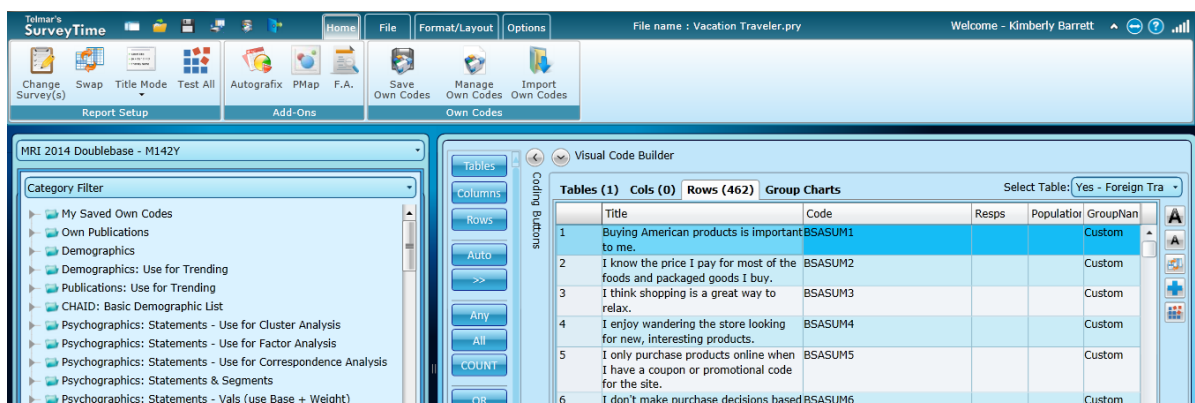 Telmar's
SurveyTime
Home
File
Format/Layout
Options
File name : Vacation Traveler.pry
Welcome - Kimberly Barrett
Change
Survey(s)
Swap
Title Mode
Test All
Autografix
PMap
F.A.
Save
Own Codes
Manage
Own Codes
Import
Own Codes
Report Setup
Add-Ons
Own Codes
MRI 2014 Doublebase - M142Y
Category Filter
My Saved Own Codes
Own Publications
Demographics
Demographics: Use for Trending
Publications: Use for Trending
CHAID: Basic Demographic List
Psychographics: Statements - Use for Cluster Analysis
Psychographics: Statements - Use for Factor Analysis
Psychographics: Statements - Use for Correspondence Analysis
Psychographics: Statements & Segments
Psychographics: Statements - Vals (use Base + Weight)
Tables
Columns
Rows
Auto
>>
Any
All
COUNT
OR
Coding Buttons
Visual Code Builder
Tables (1) Cols (0) Rows (462) Group Charts
Select Table: Yes - Foreign Tra
Title Code Resps Population GroupNan
1 Buying American products is important BSASUM1 Custom
to me.
2 I know the price I pay for most of the BSASUM2 Custom
foods and packaged goods I buy.
3 I think shopping is a great way to BSASUM3 Custom
relax.
4 I enjoy wandering the store looking BSASUM4 Custom
for new, interesting products.
5 I only purchase products online when BSASUM5 Custom
I have a coupon or promotional code
for the site.
6 I don't make purchase decisions based BSASUM6 Custom
A
A